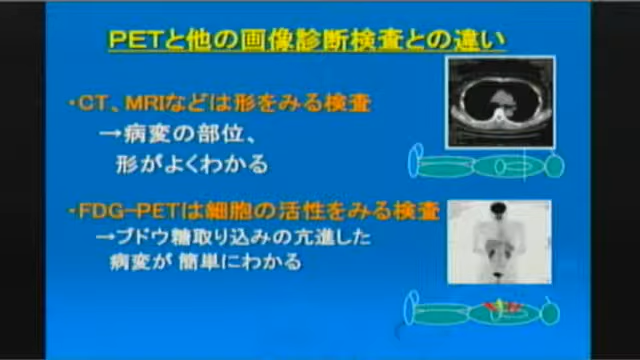 PETと他の画像診断検査との違い
・CT、MRIなどは形をみる検査
→病変の部位、
形がよくわかる
・FDG-PETは細胞の活性をみる検査
→ブドウ糖取り込みの亢進した
病変が 簡単にわかる